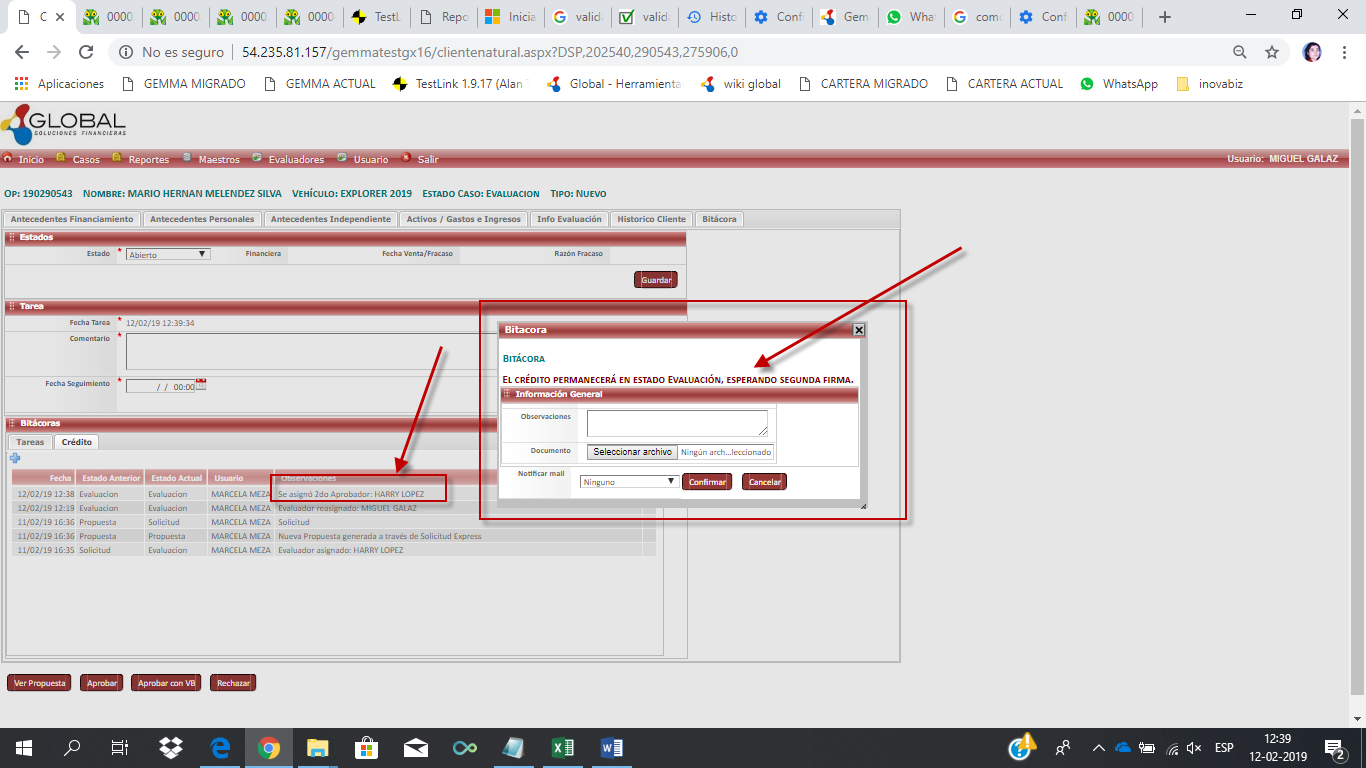 C
0000
0000
0000
0000
TestL
Repo
Inicia
valid
valid
Histo
Conf
Gem
What
como
Conf
0000
No es seguro | 54.235.81.157/gemmatestgx16/clientenatural.aspx?DSP,202540,290543,275906,0
Aplicaciones
GEMMA MIGRADO
GEMMA ACTUAL
TestLink 1.9.17 (Alan
Global - Herramienta
wiki global
CARTERA MIGRADO
CARTERA ACTUAL
WhatsApp
inovabiz
GLOBAL
SOLUCIONES FINANCIERAS
Inicio Casos Reportes Maestros Evaluadores Usuario Salir Usuario: MIGUEL GALAZ
Op: 190290543 Nombre: MARIO HERNAN MELENDEZ SILVA Vehículo: EXPLORER 2019 Estado Caso: Evaluacion Tipo: Nuevo
Antecedentes Financiamiento Antecedentes Personales Antecedentes Independiente Activos / Gastos e Ingresos Info Evaluación Historico Cliente Bitácora
Estados
Estado * Abierto Financiera Fecha Venta/Fracaso Razón Fracaso
Guardar
Tarea
Fecha Tarea * 12/02/19 12:39:34
Comentario *
Fecha Seguimiento * / / 00:00
Bitácoras
Tareas Crédito
Fecha Estado Anterior Estado Actual Usuario Observaciones
12/02/19 12:38 Evaluacion Evaluacion MARCELA MEZA Se asignó 2do Aprobador: HARRY LOPEZ
12/02/19 12:19 Evaluacion Evaluacion MARCELA MEZA Evaluador reasignado: MIGUEL GALAZ
11/02/19 16:36 Propuesta Solicitud MARCELA MEZA Solicitud
11/02/19 16:36 Propuesta Propuesta MARCELA MEZA Nueva Propuesta generada a través de Solicitud Express
11/02/19 16:35 Solicitud Evaluacion MARCELA MEZA Evaluador asignado: HARRY LOPEZ
Bitacora
Bitácora
El crédito permanecerá en estado Evaluación, esperando segunda firma.
Información General
Observaciones
Documento Seleccionar archivo Ningún arch...leccionado
Notificar mail Ninguno Confirmar Cancelar
Ver Propuesta Aprobar Aprobar con VB Rechazar
ESP
12:39
12-02-2019
2